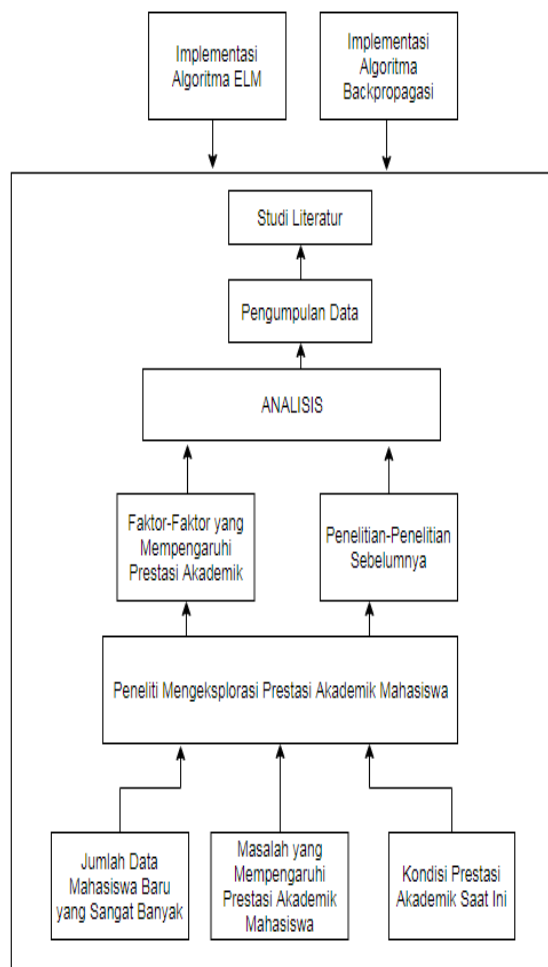 Implementasi
Algoritma ELM
Implementasi
Algoritma
Backpropagasi
Studi Literatur
Pengumpulan Data
ANALISIS
Faktor-Faktor yang
Mempengaruhi
Prestasi Akademik
Penelitian-Penelitian
Sebelumnya
Peneliti Mengeksplorasi Prestasi Akademik Mahasiswa
Jumlah Data
Mahasiswa Baru
yang Sangat Banyak
Masalah yang
Mempengaruhi
Prestasi Akademik
Mahasiswa
Kondisi Prestasi
Akademik Saat Ini